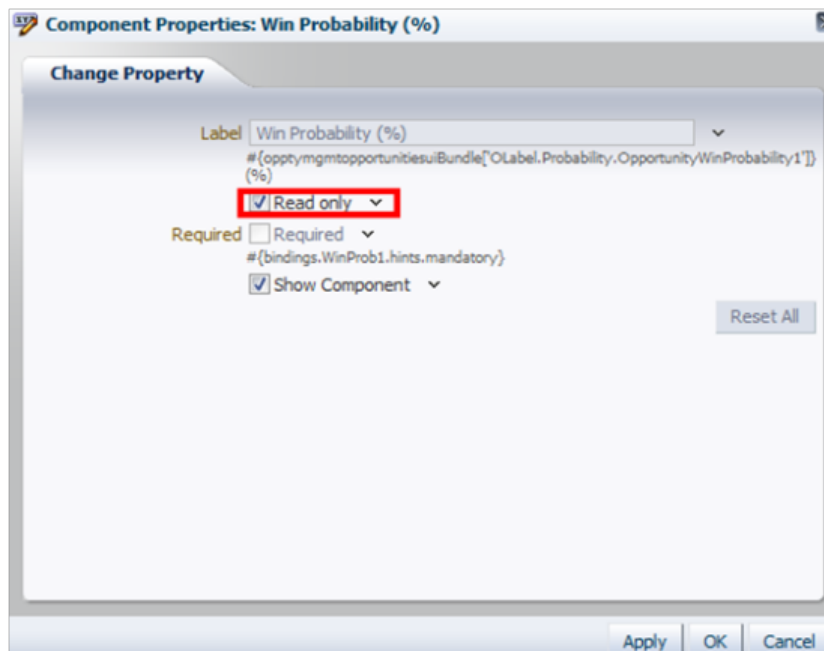 Component Properties: Win Probability (%)
Change Property
Label Win Probability (%)
#{opptymgmtopportunitiesuiBundle['OLabel.Probability.OpportunityWinProbability1']}
(%)
Read only
Required Required
#{bindings.WinProb1.hints.mandatory}
Show Component
Reset All
Apply OK Cancel